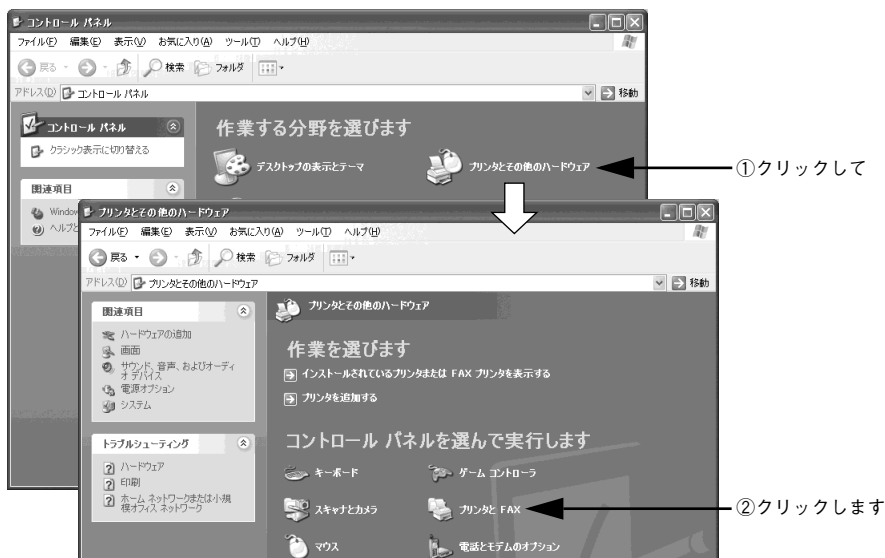 コントロール パネル
ファイル(F) 編集(E) 表示(V) お気に入り(A) ツール(T) ヘルプ(H)
戻る 検索 フォルダ
アドレス(D) コントロール パネル 移動
コントロール パネル
クラシック表示に切り替える
関連項目
Window
ヘルプと
作業する分野を選びます
デスクトップの表示とテーマ
プリンタとその他のハードウェア
①クリックして
プリンタとその他のハードウェア
ファイル(F) 編集(E) 表示(V) お気に入り(A) ツール(T) ヘルプ(H)
戻る 検索 フォルダ
アドレス(D) プリンタとその他のハードウェア 移動
関連項目
ハードウェアの追加
画面
サウンド、音声、およびオーディ
オ デバイス
電源オプション
システム
トラブルシューティング
ハードウェア
印刷
ホーム ネットワークまたは小規
模オフィス ネットワーク
プリンタとその他のハードウェア
作業を選びます
インストールされているプリンタまたは FAX プリンタを表示する
プリンタを追加する
コントロール パネルを選んで実行します
キーボード
ゲーム コントローラ
スキャナとカメラ
プリンタと FAX
②クリックします
マウス
電話とモデムのオプション